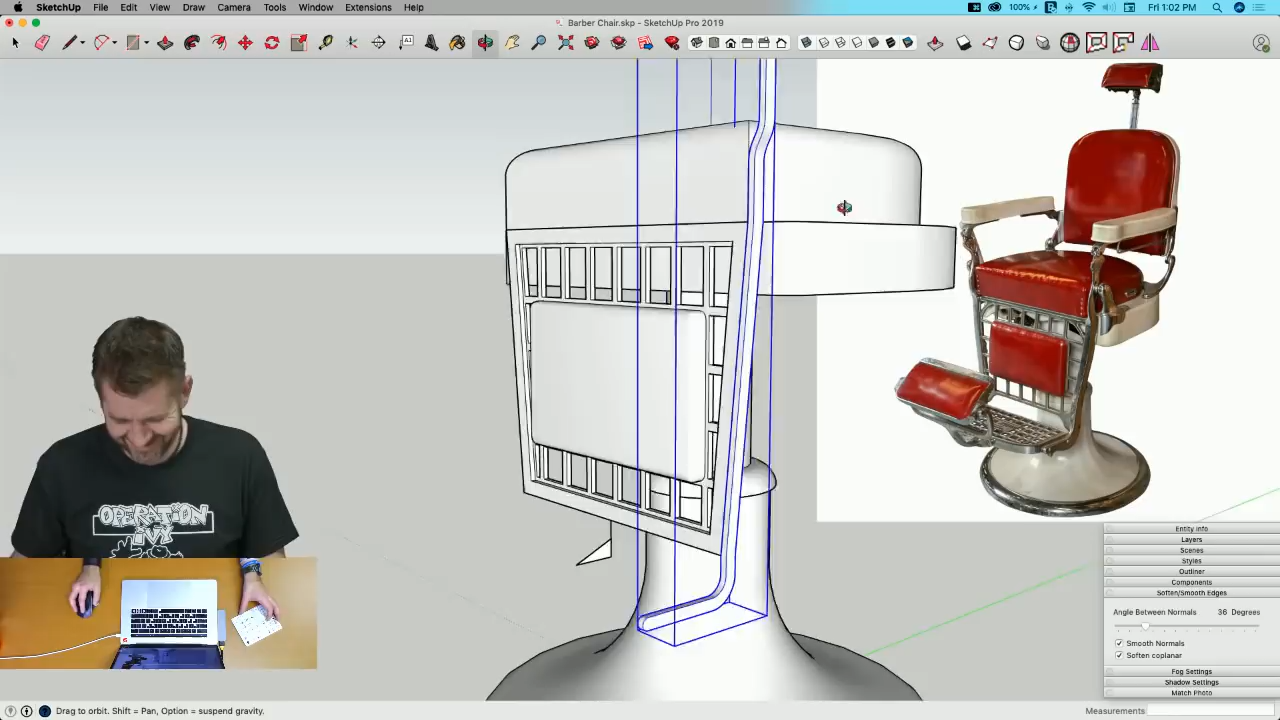 SketchUp File Edit View Draw Camera Tools Window Extensions Help
100% Fri 1:02 PM
Barber Chair.skp - SketchUp Pro 2019
A1
Entity Info
Layers
Scenes
Styles
Outliner
Components
Soften/Smooth Edges
Angle Between Normals 36 Degrees
Smooth Normals
Soften coplanar
Fog Settings
Shadow Settings
Match Photo
OPERATION
IVY
Drag to orbit. Shift = Pan, Option = suspend gravity.
Measurements